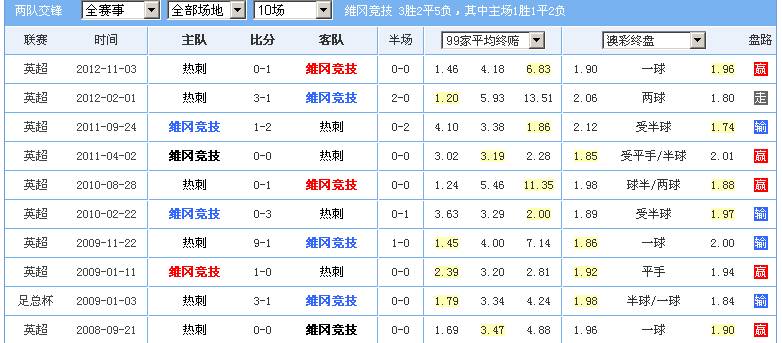 两队交锋 全赛事 全部场地 10场 维冈竞技 3胜2平5负，其中主场1胜1平2负
联赛 时间 主队 比分 客队 半场 99家平均终赔 澳彩终盘 盘路
英超 2012-11-03 热刺 0-1 维冈竞技 0-0 1.46 4.18 6.83 1.90 一球 1.96 赢
英超 2012-02-01 热刺 3-1 维冈竞技 2-0 1.20 5.93 13.51 2.06 两球 1.80 走
英超 2011-09-24 维冈竞技 1-2 热刺 0-2 4.10 3.38 1.86 2.12 受半球 1.74 输
英超 2011-04-02 维冈竞技 0-0 热刺 0-0 3.02 3.19 2.28 1.85 受平手/半球 2.01 赢
英超 2010-08-28 热刺 0-1 维冈竞技 0-0 1.24 5.46 11.35 1.98 球半/两球 1.88 赢
英超 2010-02-22 维冈竞技 0-3 热刺 0-1 3.63 3.29 2.00 1.89 受半球 1.97 输
英超 2009-11-22 热刺 9-1 维冈竞技 1-0 1.45 4.00 7.14 1.86 一球 2.00 输
英超 2009-01-11 维冈竞技 1-0 热刺 0-0 2.39 3.20 2.81 1.92 平手 1.94 赢
足总杯 2009-01-03 热刺 3-1 维冈竞技 0-0 1.79 3.34 4.24 1.98 半球/一球 1.84 输
英超 2008-09-21 热刺 0-0 维冈竞技 0-0 1.69 3.47 4.88 1.96 一球 1.90 赢